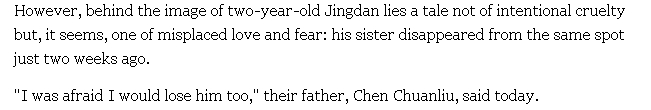 However, behind the image of two-year-old Jingdan lies a tale not of intentional cruelty
but, it seems, one of misplaced love and fear: his sister disappeared from the same spot
just two weeks ago.
"I was afraid I would lose him too," their father, Chen Chuanliu, said today.